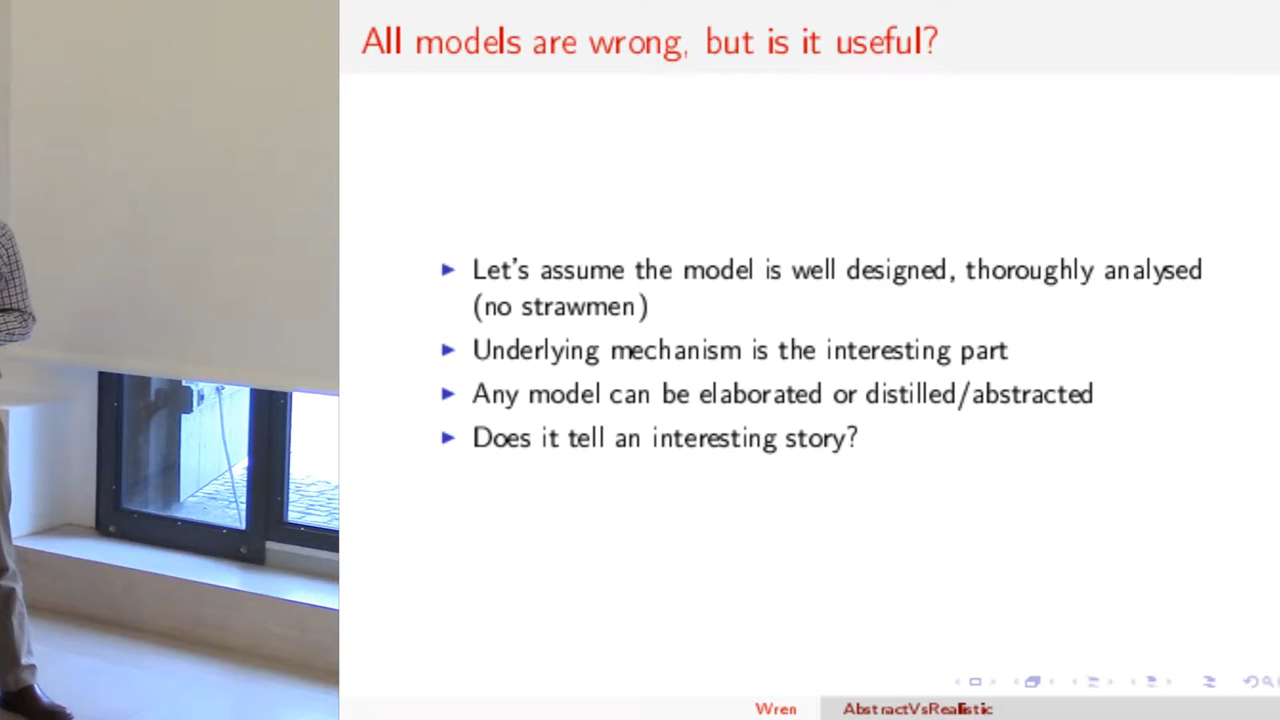 All models are wrong, but is it useful?
Let's assume the model is well designed, thoroughly analysed
(no strawmen)
Underlying mechanism is the interesting part
Any model can be elaborated or distilled/abstracted
Does it tell an interesting story?
Wren
AbstractVsRealistic